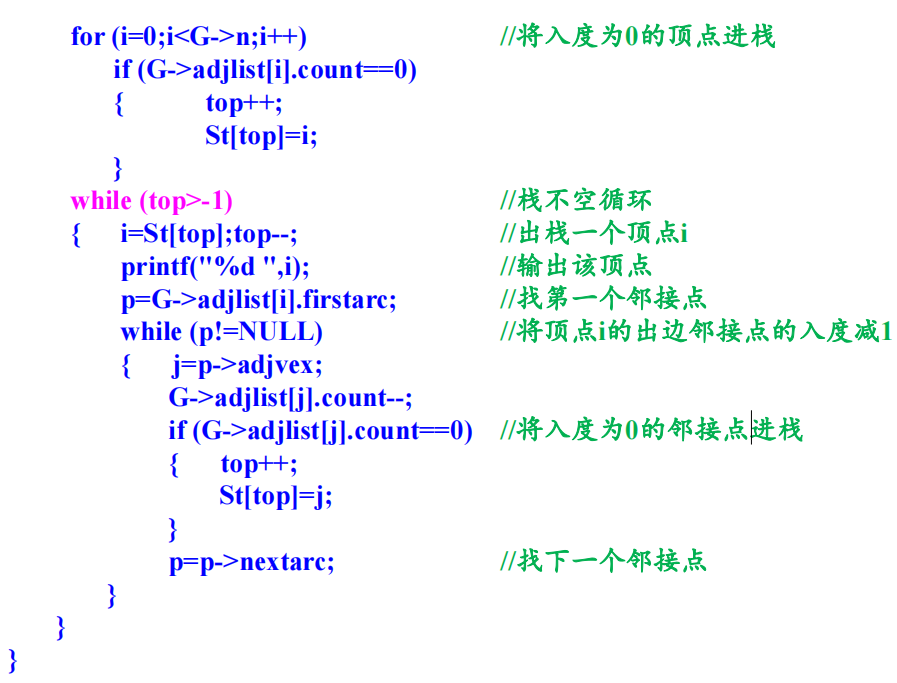 for (i=0;i<G->n;i++) //将入度为0的顶点进栈
if (G->adjlist[i].count==0)
{ top++;
St[top]=i;
}
while (top>-1) //栈不空循环
{ i=St[top];top--; //出栈一个顶点i
printf("%d ",i); //输出该顶点
p=G->adjlist[i].firstarc; //找第一个邻接点
while (p!=NULL) //将顶点i的出边邻接点的入度减1
{ j=p->adjvex;
G->adjlist[j].count--;
if (G->adjlist[j].count==0) //将入度为0的邻接点进栈
{ top++;
St[top]=j;
}
p=p->nextarc; //找下一个邻接点
}
}
}